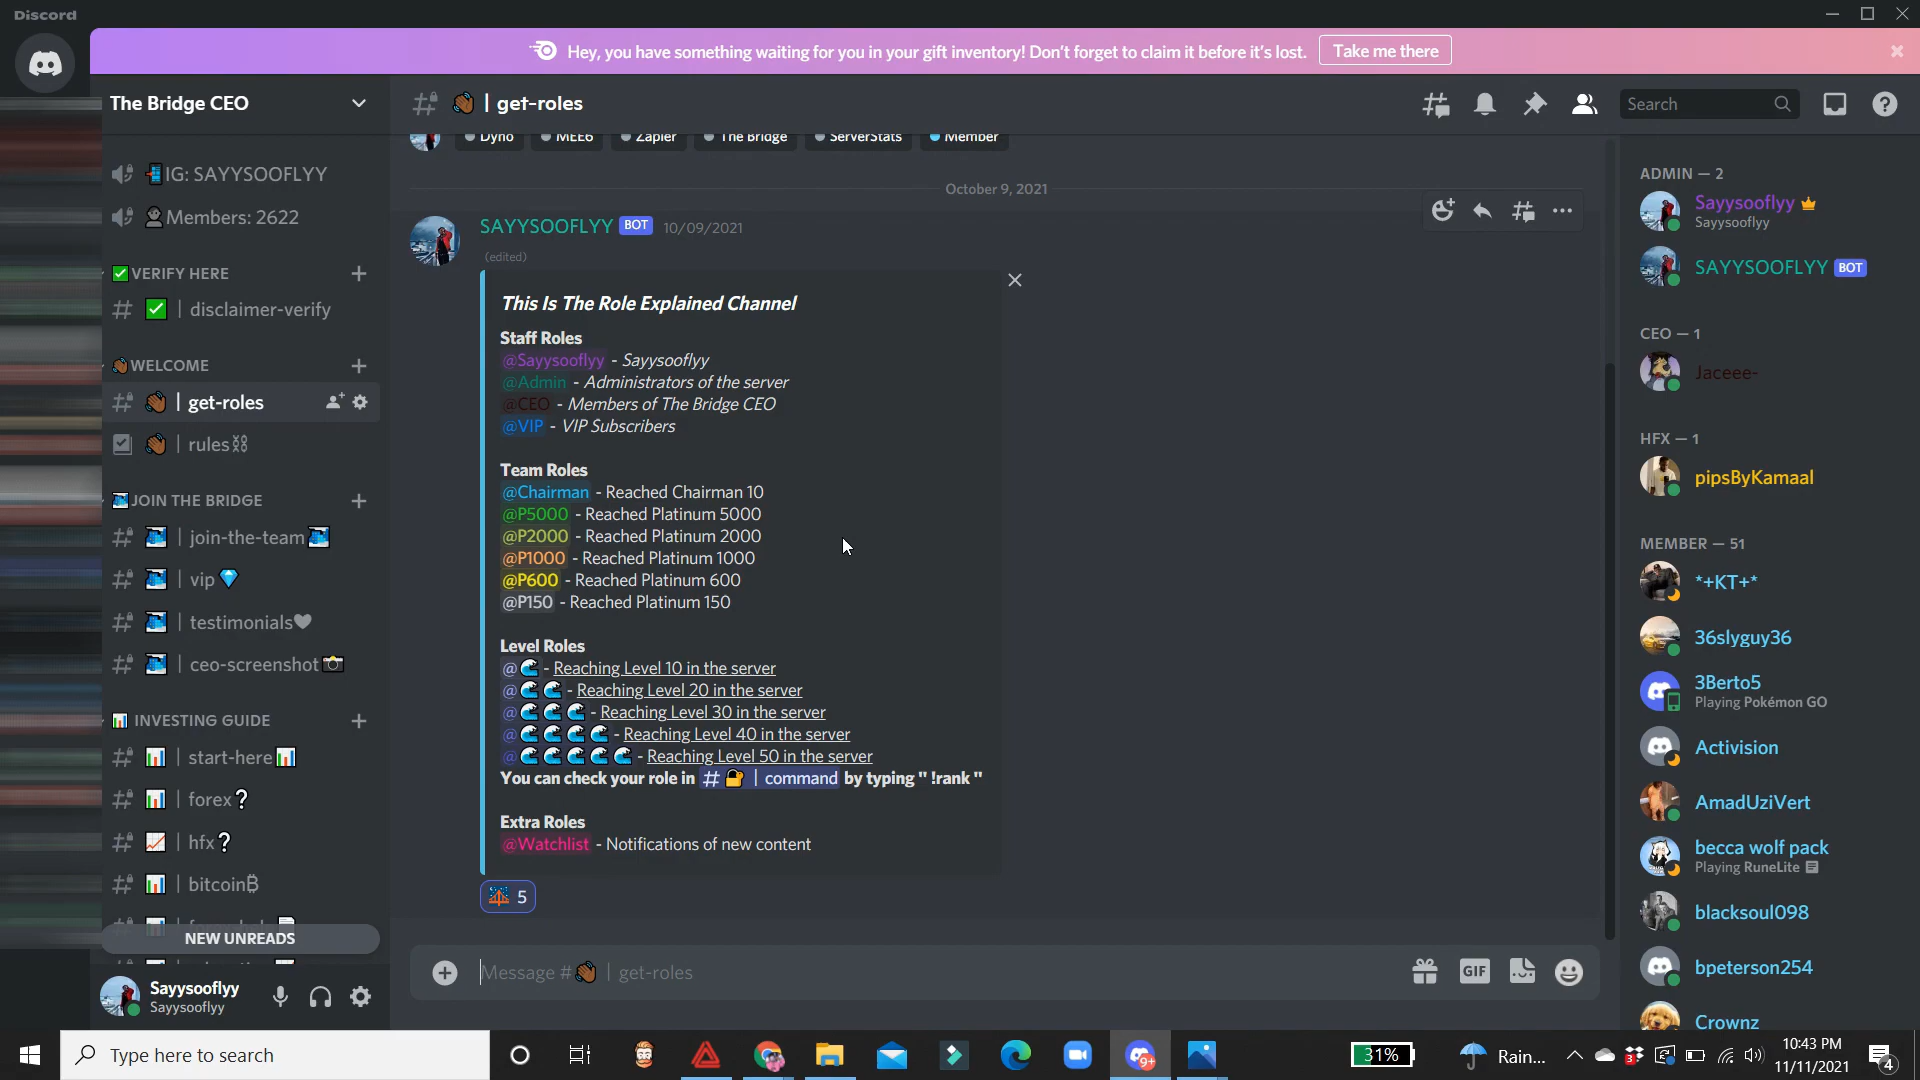 Discord
Hey, you have something waiting for you in your gift inventory! Don't forget to claim it before it's lost.
Take me there
The Bridge CEO
IG: SAYYSOOFLYY
Members: 2622
VERIFY HERE
disclaimer-verify
WELCOME
| get-roles
| rules
JOIN THE BRIDGE
| join-the-team
| vip
| testimonials
| ceo-screenshot
INVESTING GUIDE
| start-here
| forex?
| hfx?
| bitcoin₿
NEW UNREADS
Sayysooflyy
Sayysooflyy
| get-roles
Search
Dyno
MEE6
Zapier
The Bridge
ServerStats
Member
October 9, 2021
SAYYSOOFLYY BOT 10/09/2021
(edited)
This Is The Role Explained Channel
Staff Roles
@Sayysooflyy - Sayysooflyy
@Admin - Administrators of the server
@CEO - Members of The Bridge CEO
@VIP - VIP Subscribers
Team Roles
@Chairman - Reached Chairman 10
@P5000 - Reached Platinum 5000
@P2000 - Reached Platinum 2000
@P1000 - Reached Platinum 1000
@P600 - Reached Platinum 600
@P150 - Reached Platinum 150
Level Roles
@🌊 - Reaching Level 10 in the server
@🌊🌊 - Reaching Level 20 in the server
@🌊🌊🌊 - Reaching Level 30 in the server
@🌊🌊🌊🌊 - Reaching Level 40 in the server
@🌊🌊🌊🌊🌊 - Reaching Level 50 in the server
You can check your role in # 🔐 | command by typing " !rank "
Extra Roles
@Watchlist - Notifications of new content
5
Message #👋🏾 | get-roles
GIF
ADMIN — 2
Sayysooflyy
Sayysooflyy
SAYYSOOFLYY BOT
CEO — 1
Jaceee-
HFX — 1
pipsByKamaal
MEMBER — 51
*+KT+*
36slyguy36
3Berto5
Playing Pokémon GO
Activision
AmadUziVert
becca wolf pack
Playing RuneLite
blacksoul098
bpeterson254
Crownz
Type here to search
9+
31%
Rain...
3
10:43 PM
11/11/2021
4